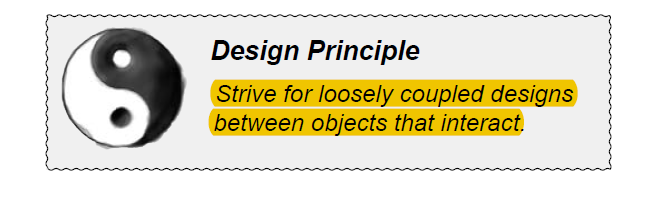 Design Principle
Strive for loosely coupled designs
between objects that interact.